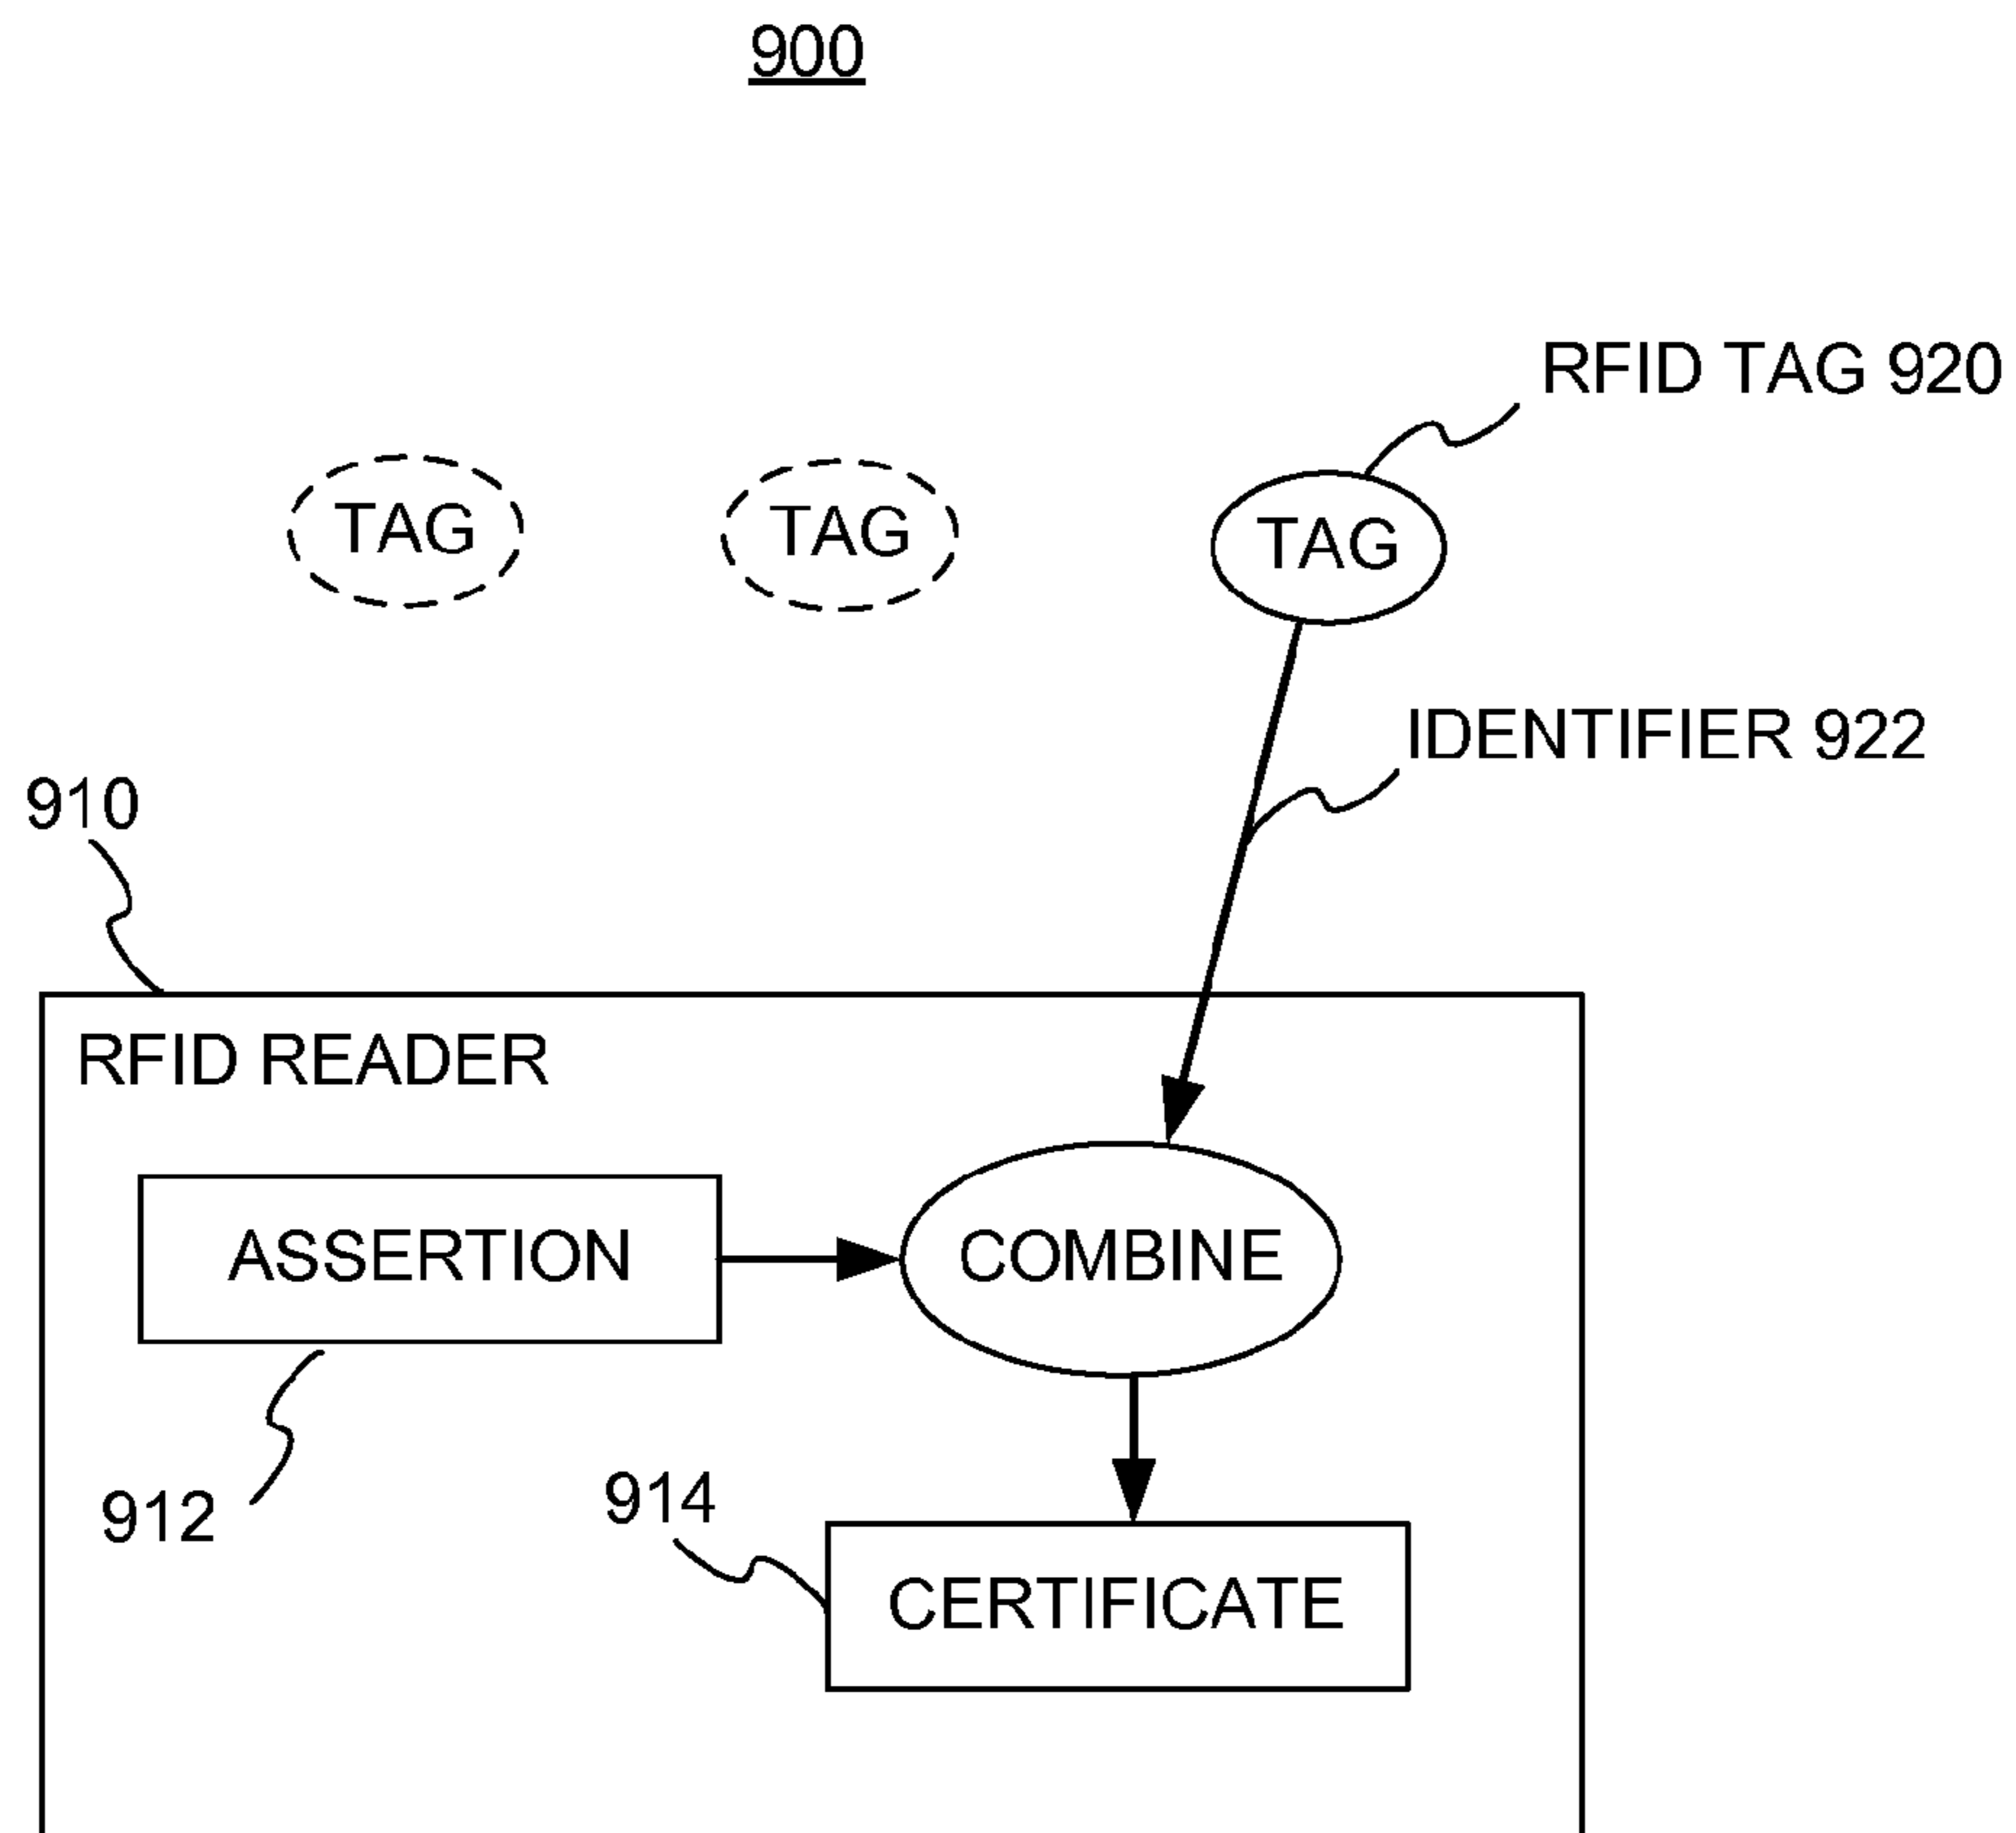 900
RFID TAG 920
TAG
TAG
TAG
IDENTIFIER 922
910
RFID READER
ASSERTION
COMBINE
912
914
CERTIFICATE